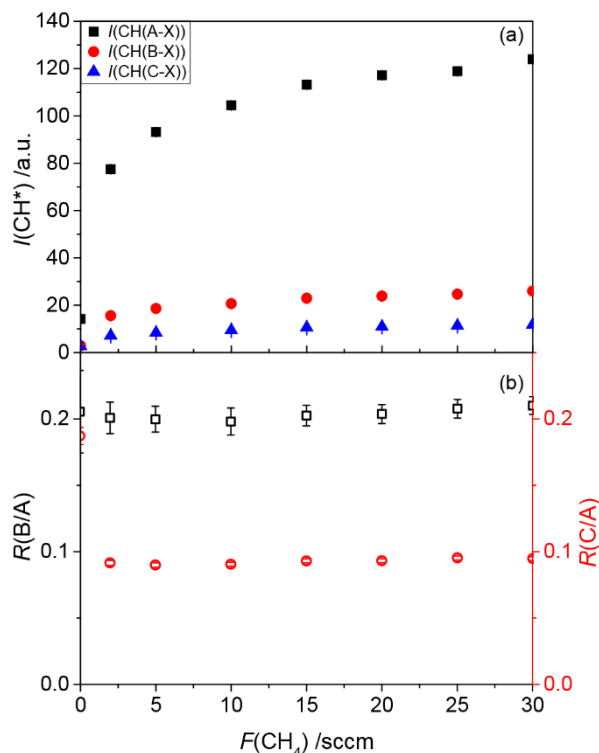 140
120
100
80
60
40
20
0
I(CH*) /a.u.
I(CH(A-X))
I(CH(B-X))
I(CH(C-X))
(a)
(b)
0.2
0.1
0.0
R(B/A)
0.2
0.1
0.0
R(C/A)
0 5 10 15 20 25 30
F(CH₄) /sccm